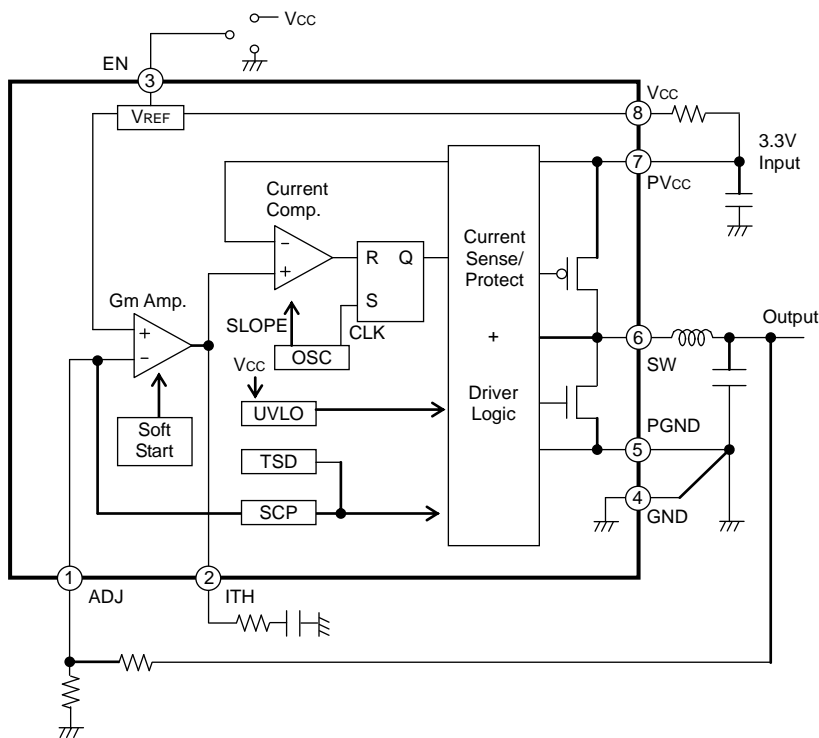 VCC
EN
3
VREF
VCC
8
3.3V
Input
7
PVCC
Current
Comp.
Current
Sense/
Protect
+
Driver
Logic
-
+
R
Q
S
Gm Amp.
+
-
SLOPE
CLK
OSC
VCC
UVLO
Soft
Start
TSD
SCP
6
SW
Output
PGND
5
4
GND
1
ADJ
2
ITH